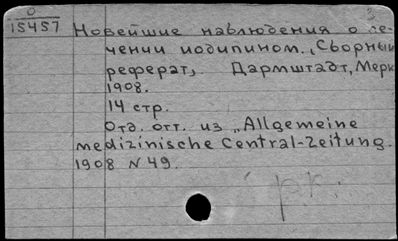 0
15457
Новейшие наблюдения о ле-
чении иодипином. (Сборный
реферат). Дармштадт, Мерк
1908.
14 стр.
Отд. отт. из „Allgemeine
medizinische Central-Zeitung.
1908 N 49.
р.к.